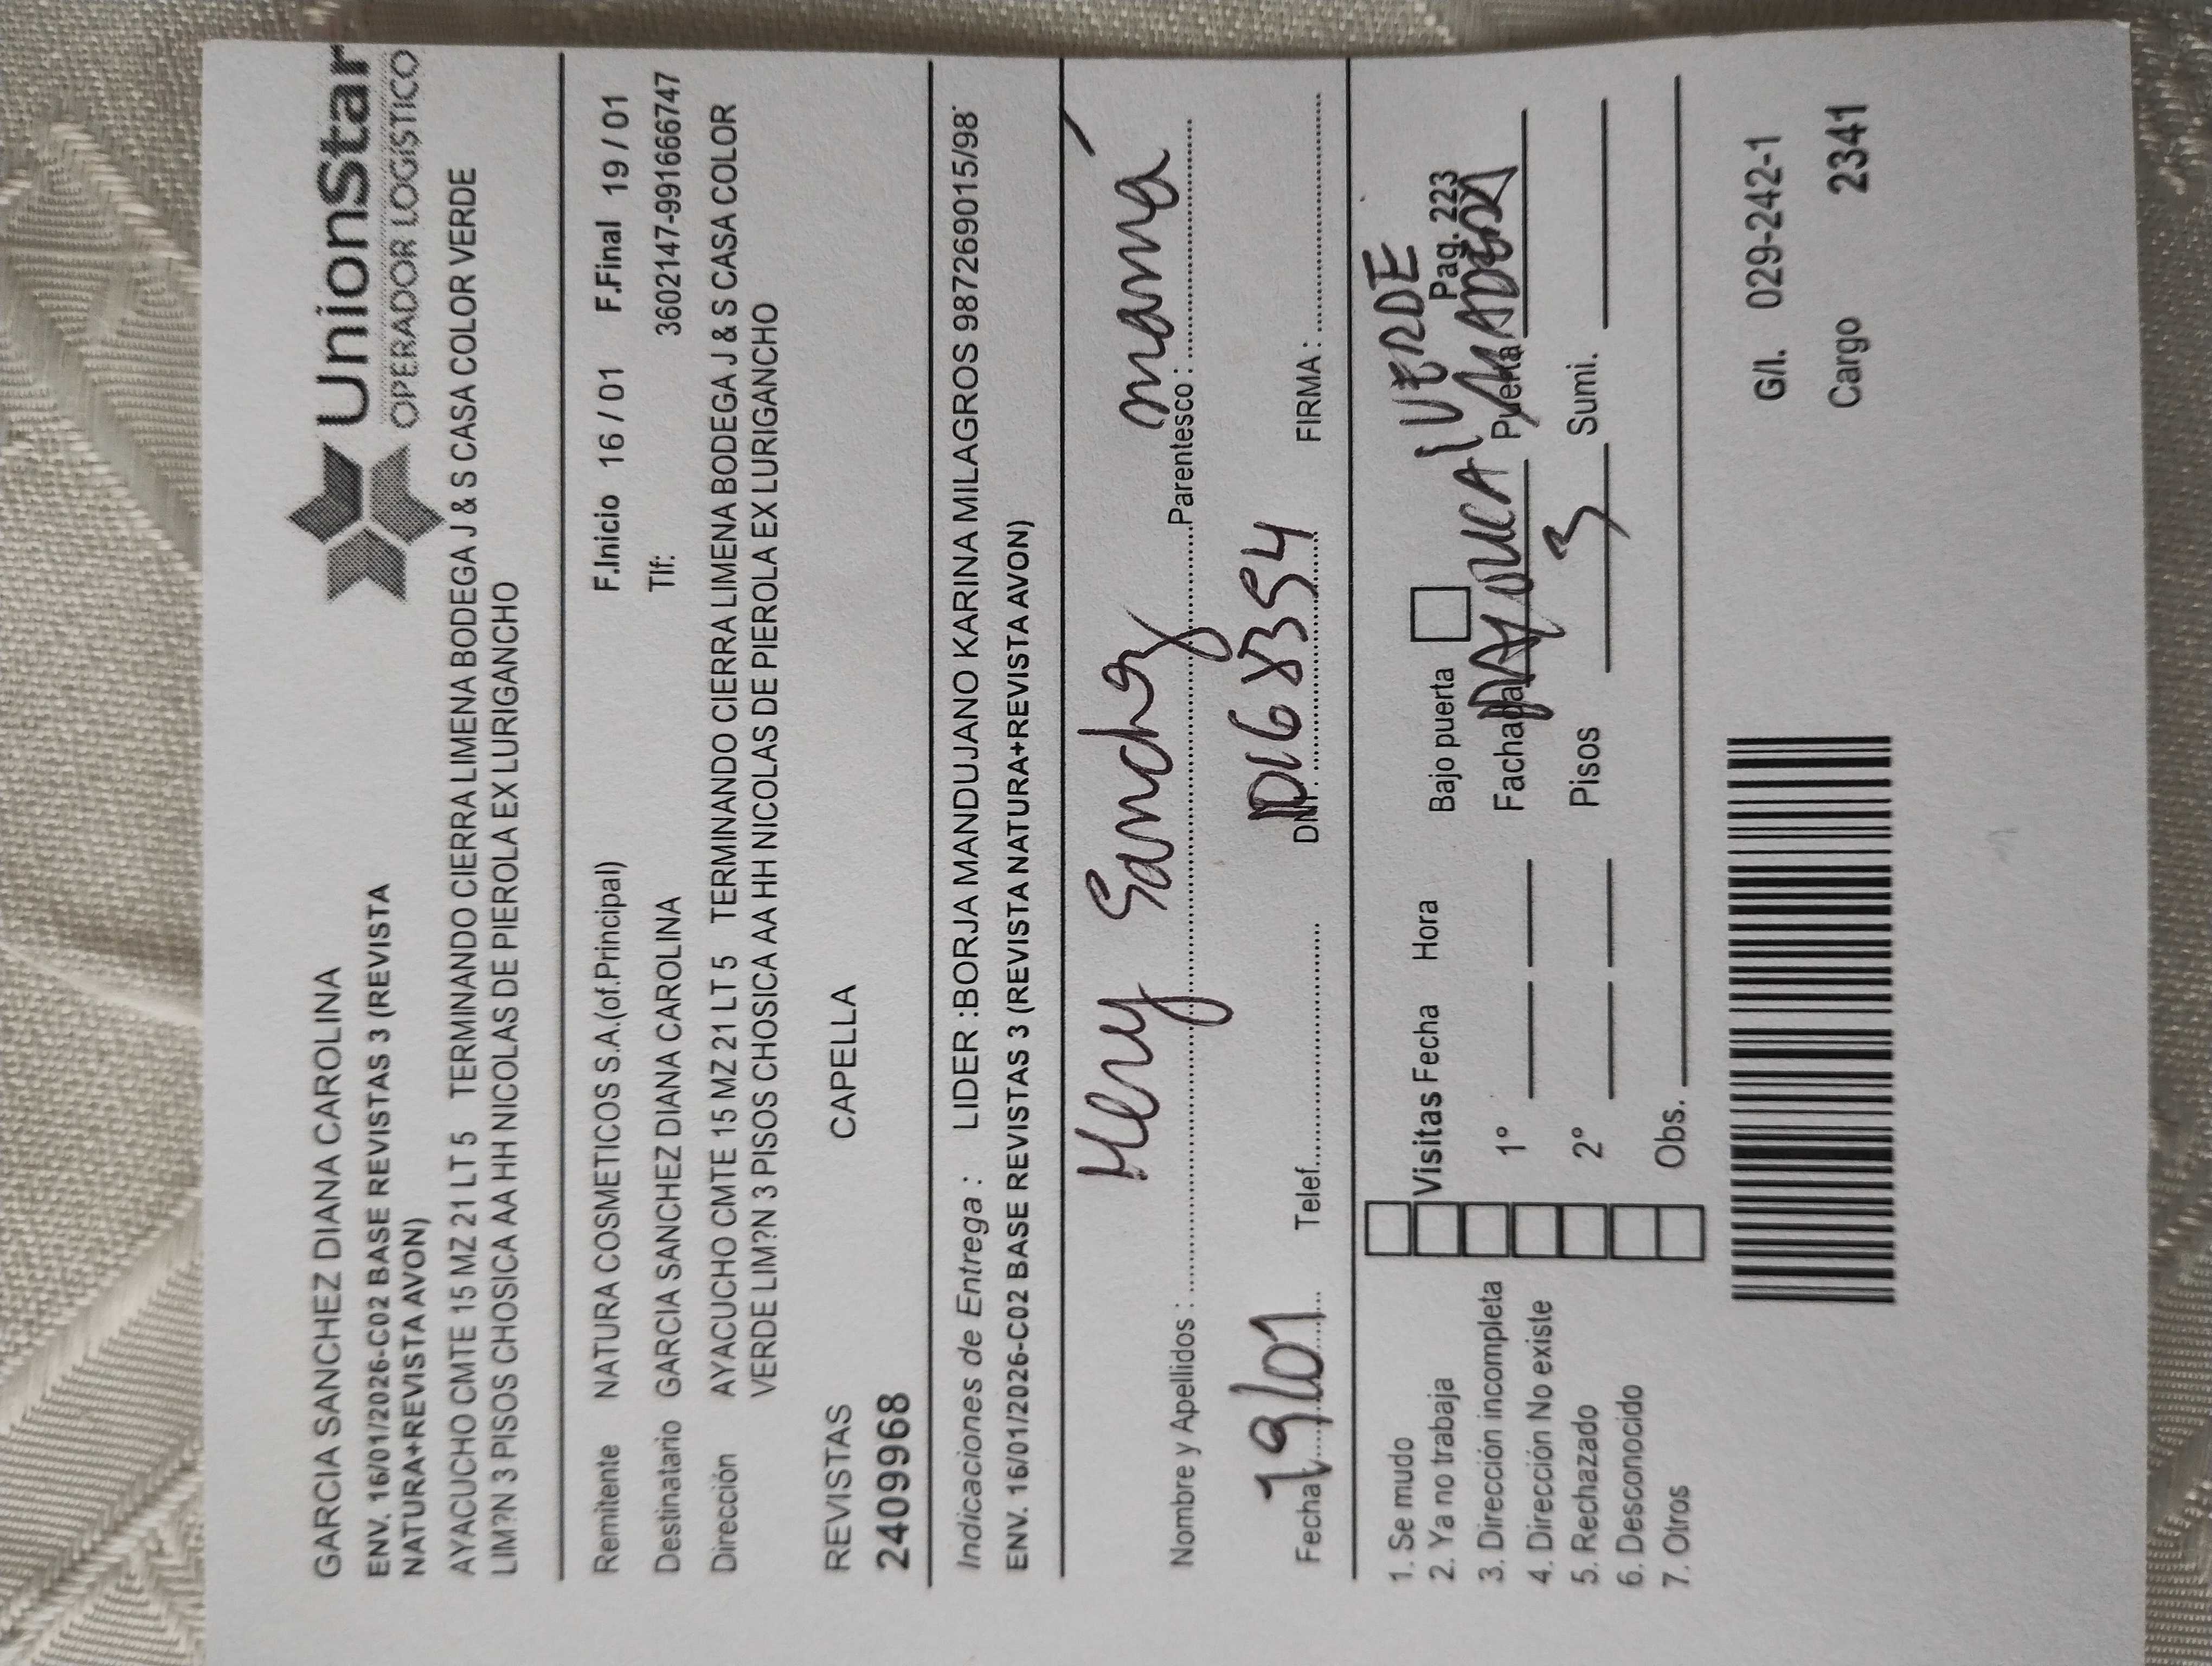 UnionStar
OPERADOR LOGÍSTICO
GARCIA SANCHEZ DIANA CAROLINA
ENV. 16/01/2026-C02 BASE REVISTAS 3 (REVISTA
NATURA+REVISTA AVON)
AYACUCHO CMTE 15 MZ 21 LT 5 TERMINANDO CIERRA LIMENA BODEGA J & S CASA COLOR VERDE
LIM?N 3 PISOS CHOSICA AA HH NICOLAS DE PIEROLA EX LURIGANCHO
Remitente NATURA COSMETICOS S.A.(of.Principal) F.Inicio 16 / 01 F.Final 19 / 01
Destinatario GARCIA SANCHEZ DIANA CAROLINA Tlf: 3602147-991666747
Dirección AYACUCHO CMTE 15 MZ 21 LT 5 TERMINANDO CIERRA LIMENA BODEGA J & S CASA COLOR
VERDE LIM?N 3 PISOS CHOSICA AA HH NICOLAS DE PIEROLA EX LURIGANCHO
REVISTAS CAPELLA
2409968
Indicaciones de Entrega : LIDER :BORJA MANDUJANO KARINA MILAGROS 987269015/98
ENV. 16/01/2026-C02 BASE REVISTAS 3 (REVISTA NATURA+REVISTA AVON)
Nombre y Apellidos : Sanchez Parentesco : mamá
Fecha 19/01 Telef. DNI: FIRMA :
1. Se mudo
2. Ya no trabaja
3. Dirección incompleta
4. Dirección No existe
5. Rechazado
6. Desconocido
7. Otros
Visitas Fecha Hora Bajo puerta VERDE Pag. 223
1° Fachada Puerta
2° Pisos 3 Sumi.
Obs.
G/I. 029-242-1
Cargo 2341